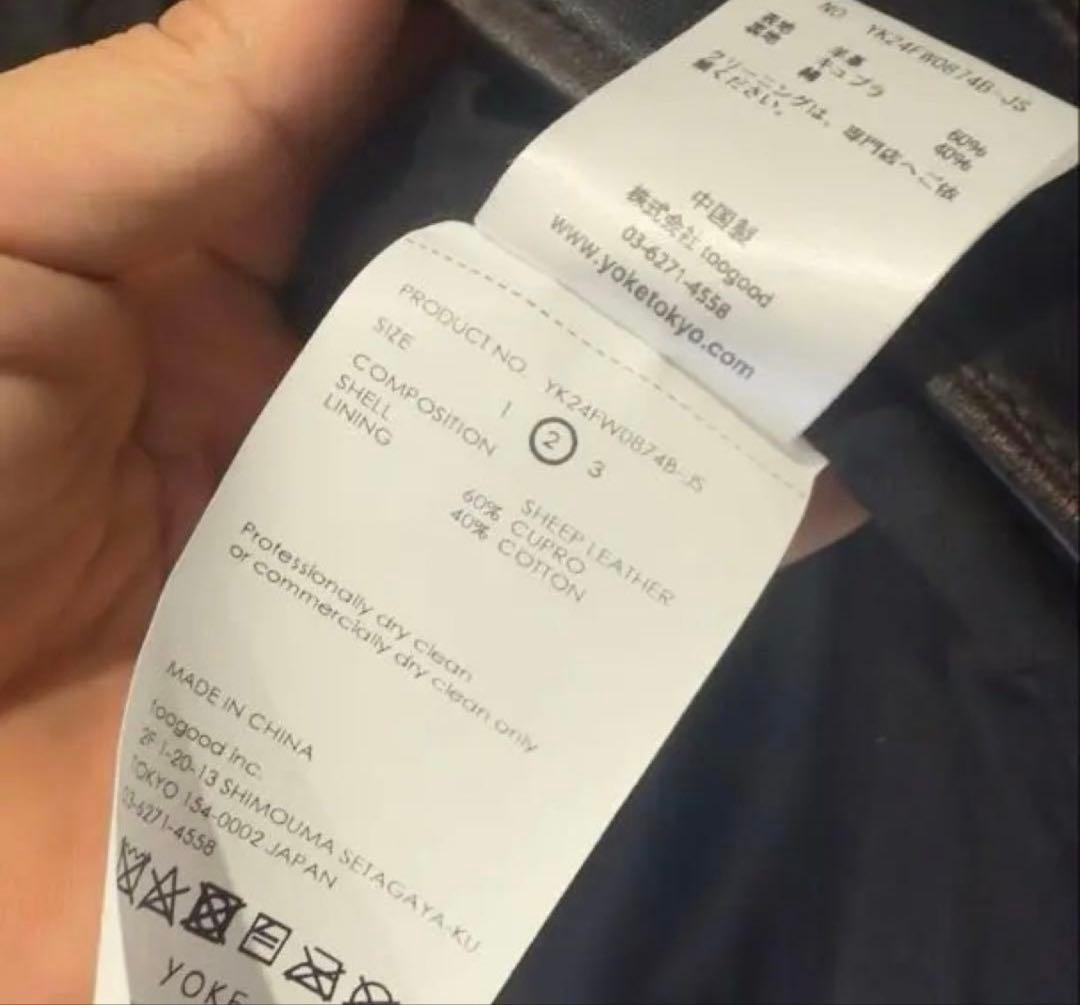 NO YK24FW0874B-JS
表地 羊革
裏地 キュプラ 60%
綿 40%
クリーニングは、専門店へご依
頼ください。
中国製
株式会社 toogood
03-6271-4558
www.yoketokyo.com
PRODUCT NO YK24FW0874B-JS
SIZE 1 2 3
COMPOSITION
SHELL SHEEP LEATHER
LINING 60% CUPRO
40% COTTON
Professionally dry clean
or commercially dry clean only
MADE IN CHINA
toogood inc.
2F 1-20-13 SHIMOUMA SETAGAYA-KU
TOKYO 154-0002 JAPAN
03-6271-4558
YOKE